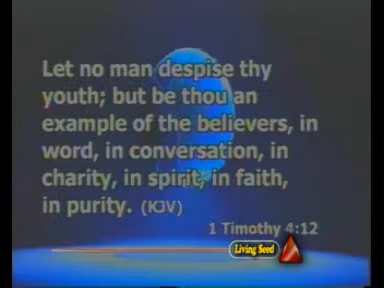 Let no man despise thy
youth; but be thou an
example of the believers, in
word, in conversation, in
charity, in spirit, in faith,
in purity. (KJV)
1 Timothy 4:12
Living Seed